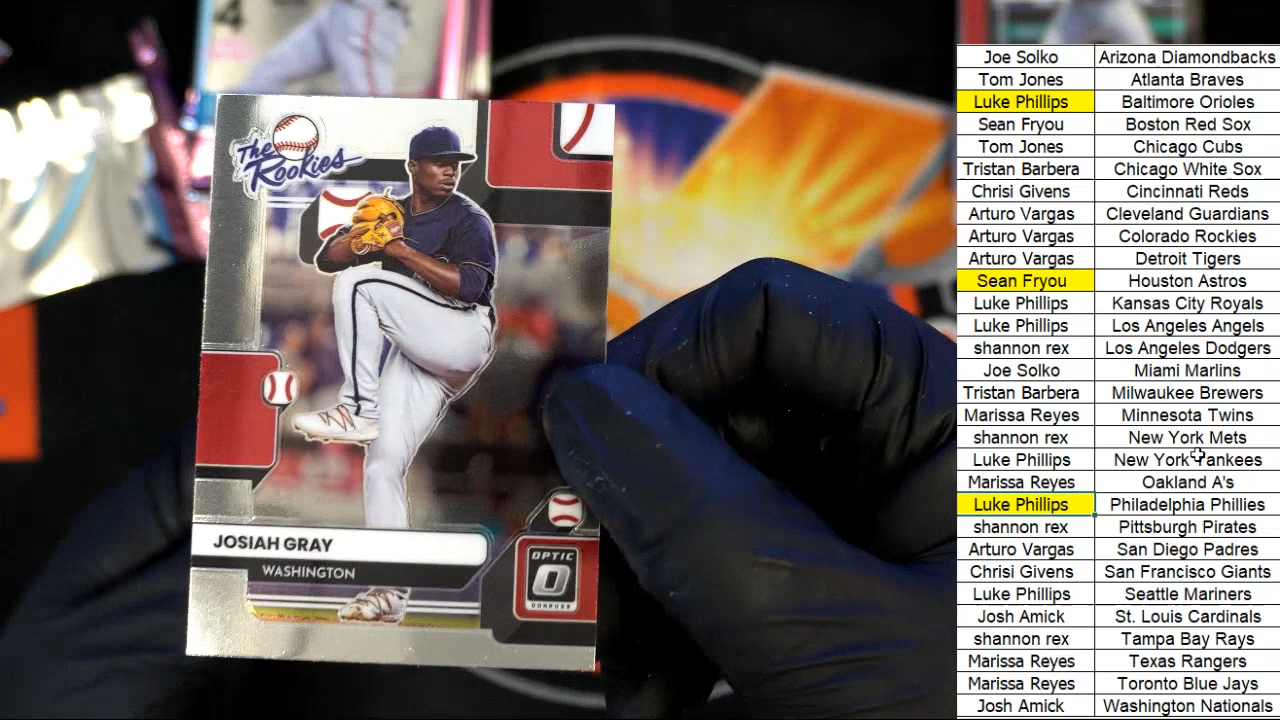 4
The
Rookies
JOSIAH GRAY
WASHINGTON
OPTIC
DONRUSS
Joe Solko Arizona Diamondbacks
Tom Jones Atlanta Braves
Luke Phillips Baltimore Orioles
Sean Fryou Boston Red Sox
Tom Jones Chicago Cubs
Tristan Barbera Chicago White Sox
Chrisi Givens Cincinnati Reds
Arturo Vargas Cleveland Guardians
Arturo Vargas Colorado Rockies
Arturo Vargas Detroit Tigers
Sean Fryou Houston Astros
Luke Phillips Kansas City Royals
Luke Phillips Los Angeles Angels
shannon rex Los Angeles Dodgers
Joe Solko Miami Marlins
Tristan Barbera Milwaukee Brewers
Marissa Reyes Minnesota Twins
shannon rex New York Mets
Luke Phillips New York Yankees
Marissa Reyes Oakland A's
Luke Phillips Philadelphia Phillies
shannon rex Pittsburgh Pirates
Arturo Vargas San Diego Padres
Chrisi Givens San Francisco Giants
Luke Phillips Seattle Mariners
Josh Amick St. Louis Cardinals
shannon rex Tampa Bay Rays
Marissa Reyes Texas Rangers
Marissa Reyes Toronto Blue Jays
Josh Amick Washington Nationals